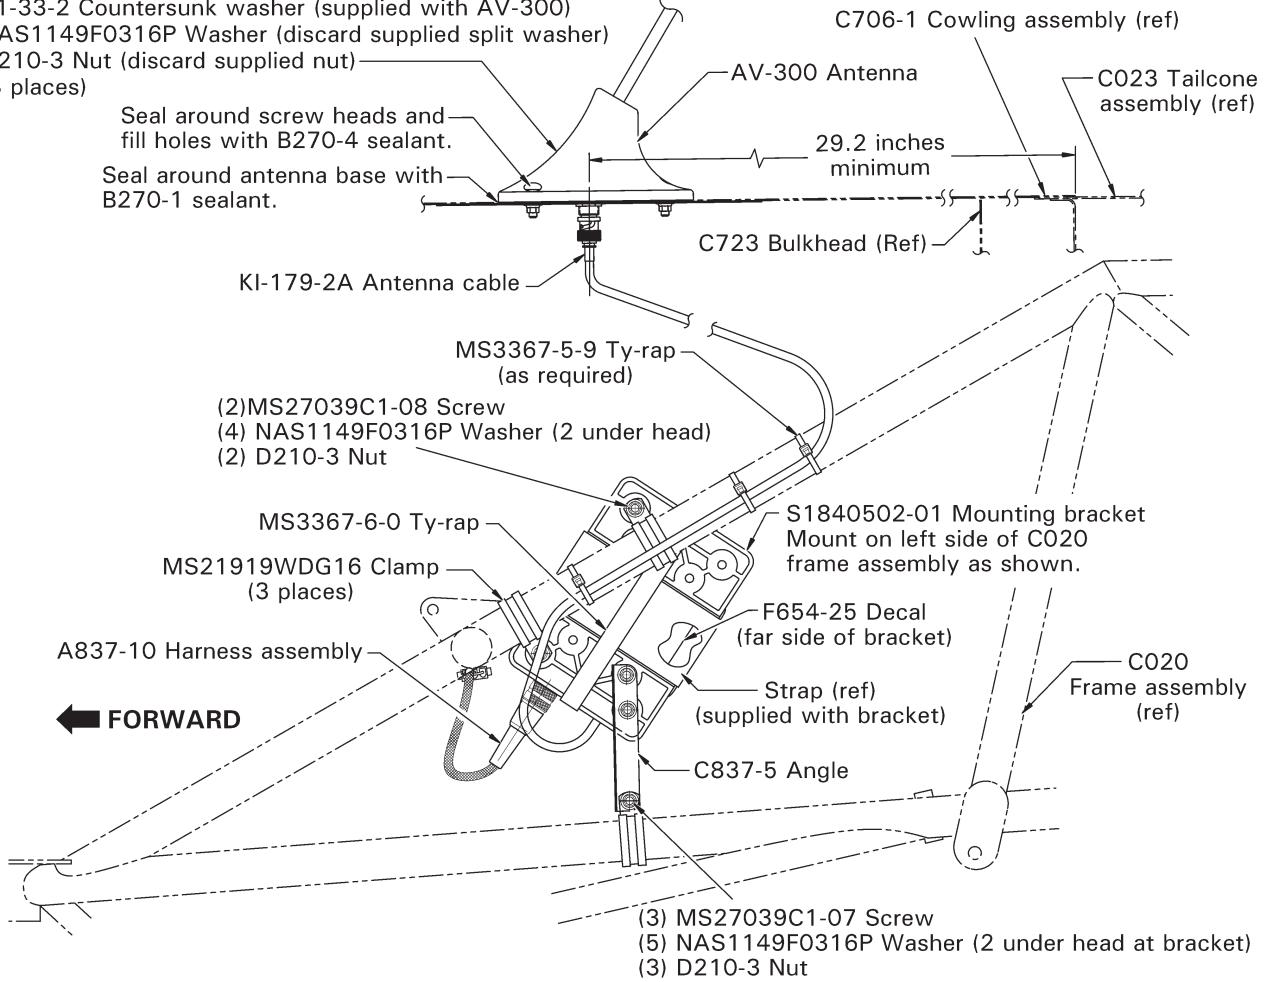 1-33-2 Countersunk washer (supplied with AV-300)
AS1149F0316P Washer (discard supplied split washer)
210-3 Nut (discard supplied nut)
places)
Seal around screw heads and
fill holes with B270-4 sealant.
Seal around antenna base with
B270-1 sealant.
C706-1 Cowling assembly (ref)
AV-300 Antenna
C023 Tailcone
assembly (ref)
29.2 inches
minimum
C723 Bulkhead (Ref)
KI-179-2A Antenna cable
MS3367-5-9 Ty-rap
(as required)
(2)MS27039C1-08 Screw
(4) NAS1149F0316P Washer (2 under head)
(2) D210-3 Nut
MS3367-6-0 Ty-rap
MS21919WDG16 Clamp
(3 places)
A837-10 Harness assembly
S1840502-01 Mounting bracket
Mount on left side of C020
frame assembly as shown.
F654-25 Decal
(far side of bracket)
Strap (ref)
(supplied with bracket)
C020
Frame assembly
(ref)
FORWARD
C837-5 Angle
(3) MS27039C1-07 Screw
(5) NAS1149F0316P Washer (2 under head at bracket)
(3) D210-3 Nut